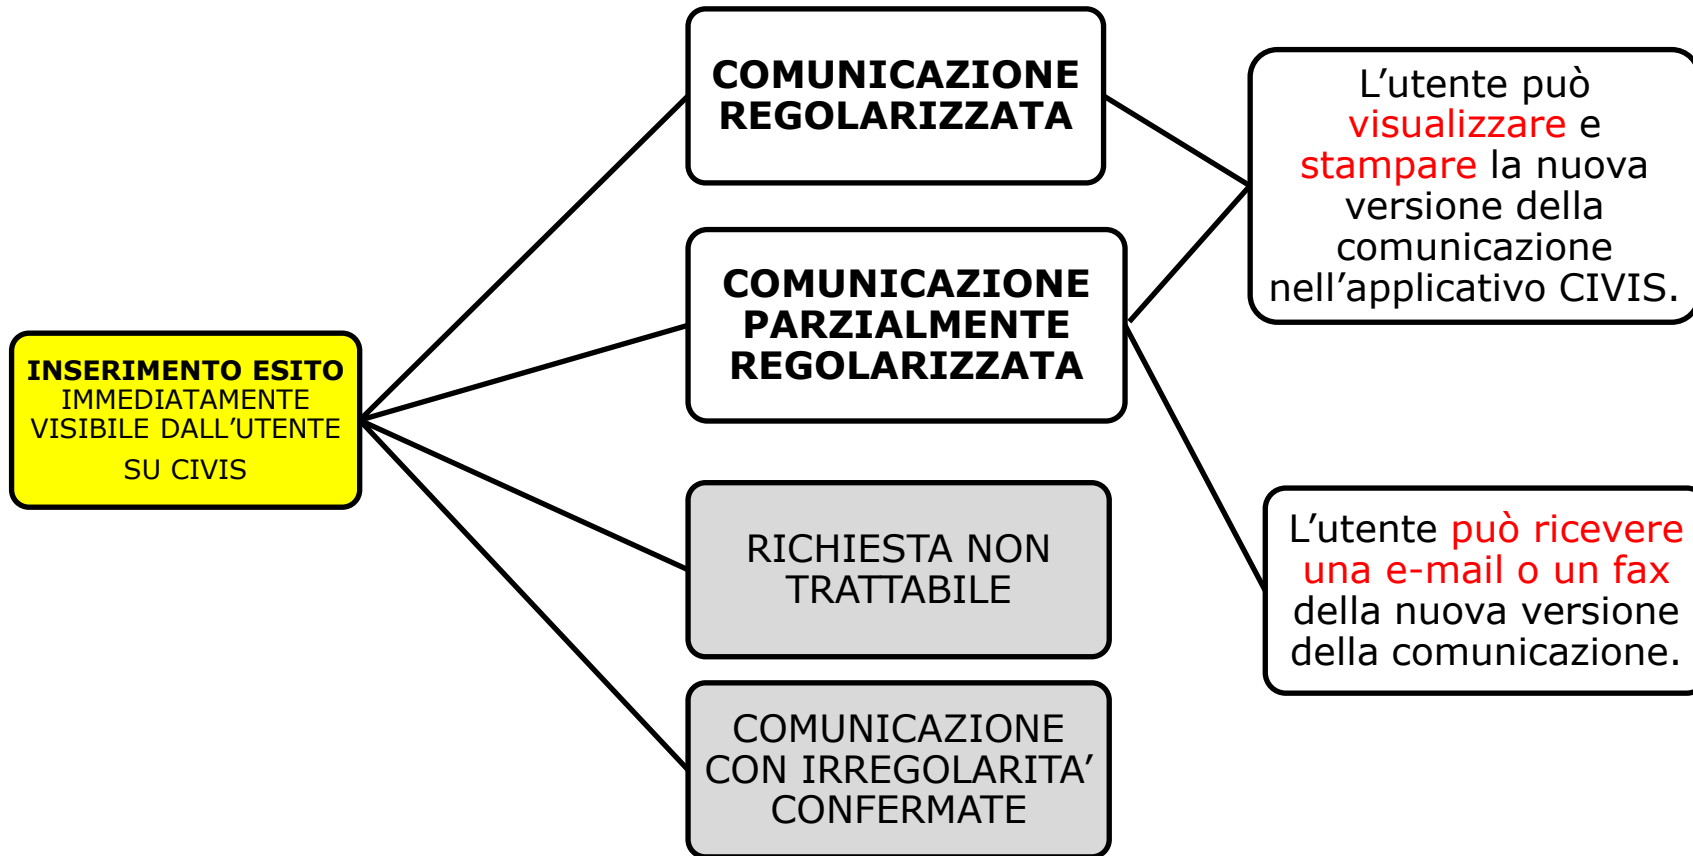 COMUNICAZIONE
REGOLARIZZATA
L’utente può
visualizzare e
stampare la nuova
versione della
comunicazione
nell’applicativo CIVIS.
COMUNICAZIONE
PARZIALMENTE
REGOLARIZZATA
INSERIMENTO ESITO
IMMEDIATAMENTE
VISIBILE DALL’UTENTE
SU CIVIS
RICHIESTA NON
TRATTABILE
L’utente può ricevere
una e-mail o un fax
della nuova versione
della comunicazione.
COMUNICAZIONE
CON IRREGOLARITA’
CONFERMATE